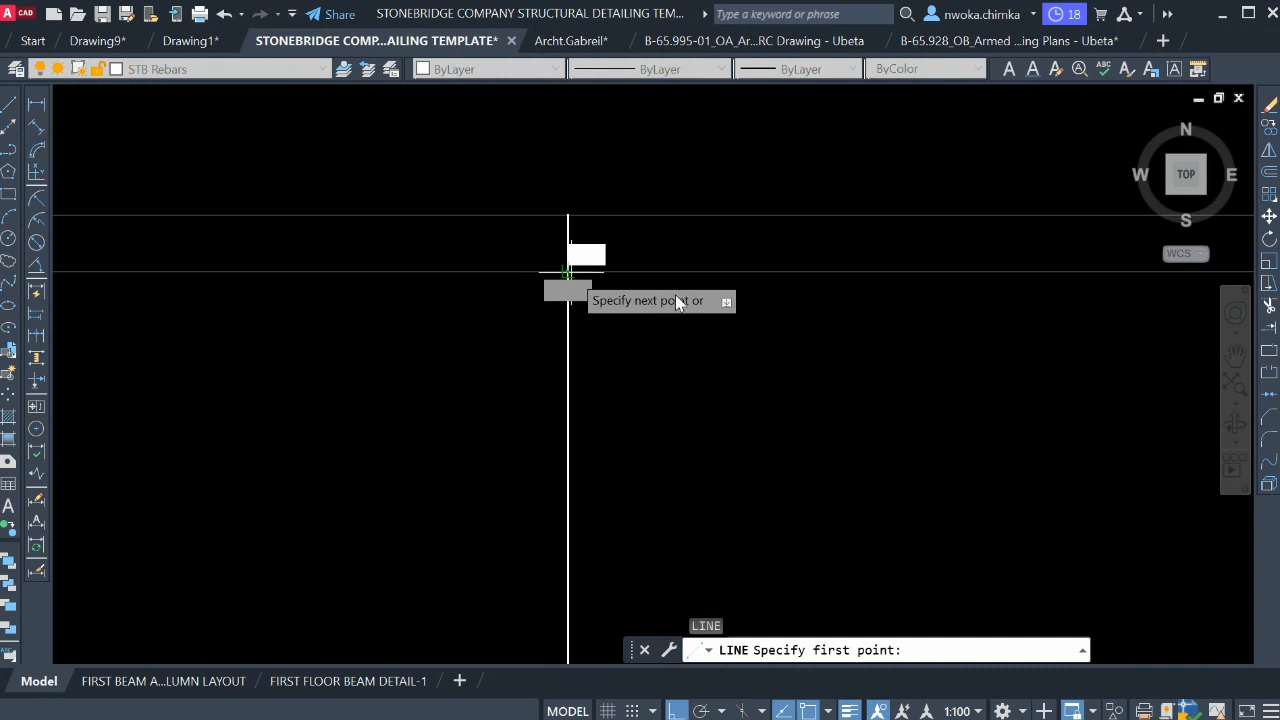 A CAD
Share
STONEBRIDGE COMPANY STRUCTURAL DETAILING TEM...
Type a keyword or phrase
nwoka.chimka
18
Start
Drawing9*
Drawing1*
STONEBRIDGE COMP...AILING TEMPLATE*
Archt.Gabreil*
B-65.995-01_OA_Ar...RC Drawing - Ubeta
B-65.928_OB_Armed ...ing Plans - Ubeta*
STB Rebars
ByLayer
ByLayer
ByLayer
ByColor
N
W
TOP
E
S
WCS
Specify next point or
LINE
LINE Specify first point:
Model
FIRST BEAM A...LUMN LAYOUT
FIRST FLOOR BEAM DETAIL-1
MODEL
1:100